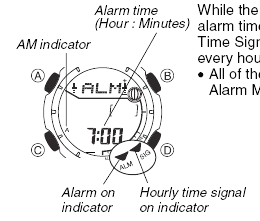 Alarm time
(Hour : Minutes)
AM indicator
While the
alarm time
Time Sign
every hou
• All of the
Alarm M
A
B
ALM
7:00
C
D
ALM
SIG
Alarm on
indicator
Hourly time signal
on indicator